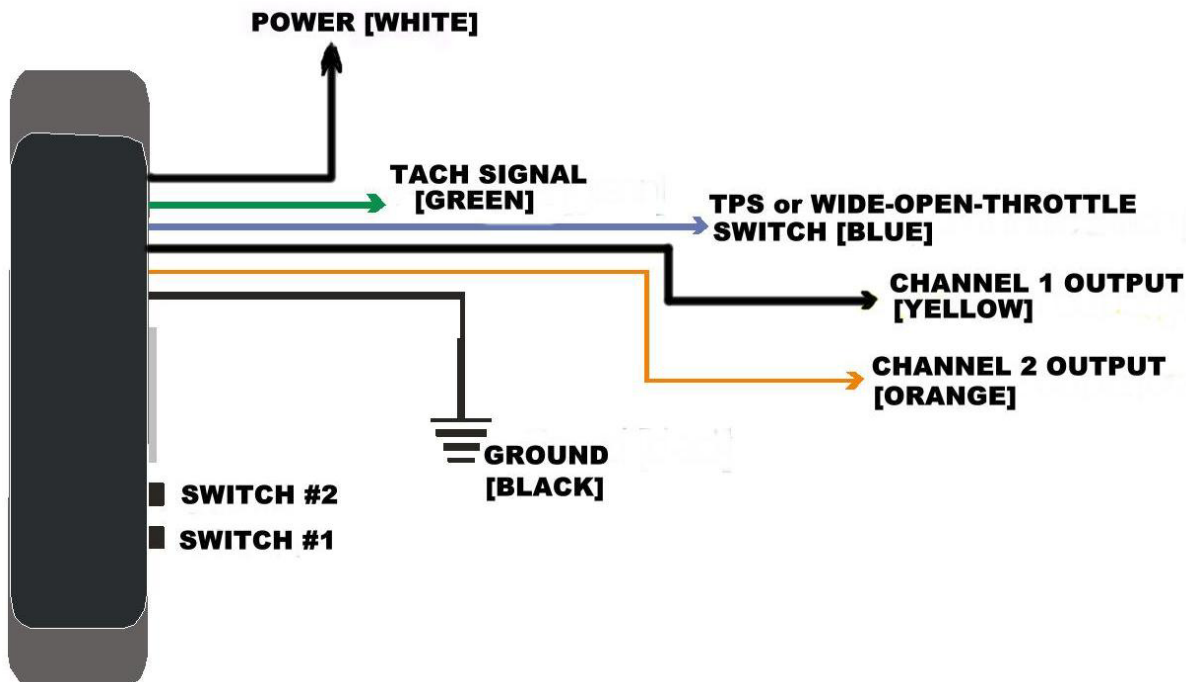 POWER [WHITE]
TACH SIGNAL
[GREEN]
TPS or WIDE-OPEN-THROTTLE
SWITCH [BLUE]
CHANNEL 1 OUTPUT
[YELLOW]
CHANNEL 2 OUTPUT
[ORANGE]
GROUND
[BLACK]
SWITCH #2
SWITCH #1